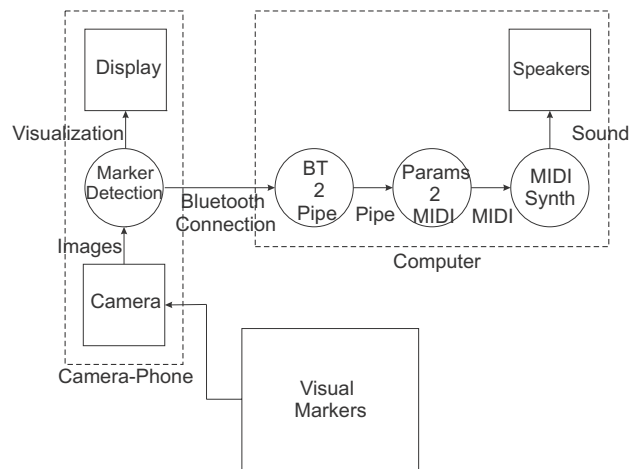 Display
Speakers
Visualization
Sound
Marker
Detection
BT
2
Pipe
Params
2
MIDI
MIDI
Synth
Bluetooth
Connection
Pipe
MIDI
Images
Computer
Camera
Camera-Phone
Visual
Markers